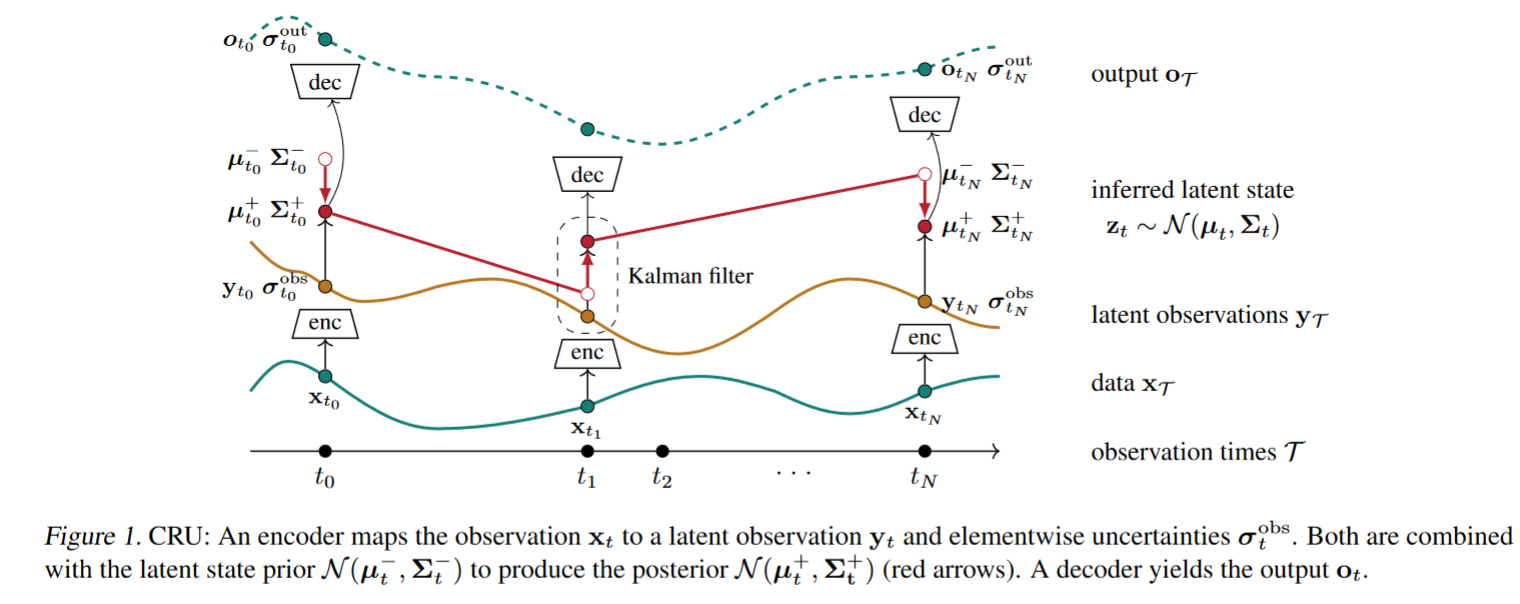 o_{t_0} σ^{out}_{t_0}
dec
μ^-_{t_0} Σ^-_{t_0}
μ^+_{t_0} Σ^+_{t_0}
y_{t_0} σ^{obs}_{t_0}
enc
x_{t_0}
dec
Kalman filter
enc
x_{t_1}
o_{t_N} σ^{out}_{t_N}
dec
μ^-_{t_N} Σ^-_{t_N}
μ^+_{t_N} Σ^+_{t_N}
y_{t_N} σ^{obs}_{t_N}
enc
x_{t_N}
output o_𝒯
inferred latent state
z_t ∼ 𝒩(μ_t, Σ_t)
latent observations y_𝒯
data x_𝒯
observation times 𝒯
t_0 t_1 t_2 · · · t_N
Figure 1. CRU: An encoder maps the observation x_t to a latent observation y_t and elementwise uncertainties σ^{obs}_t. Both are combined
with the latent state prior 𝒩(μ^-_t, Σ^-_t) to produce the posterior 𝒩(μ^+_t, Σ^+_t) (red arrows). A decoder yields the output o_t.